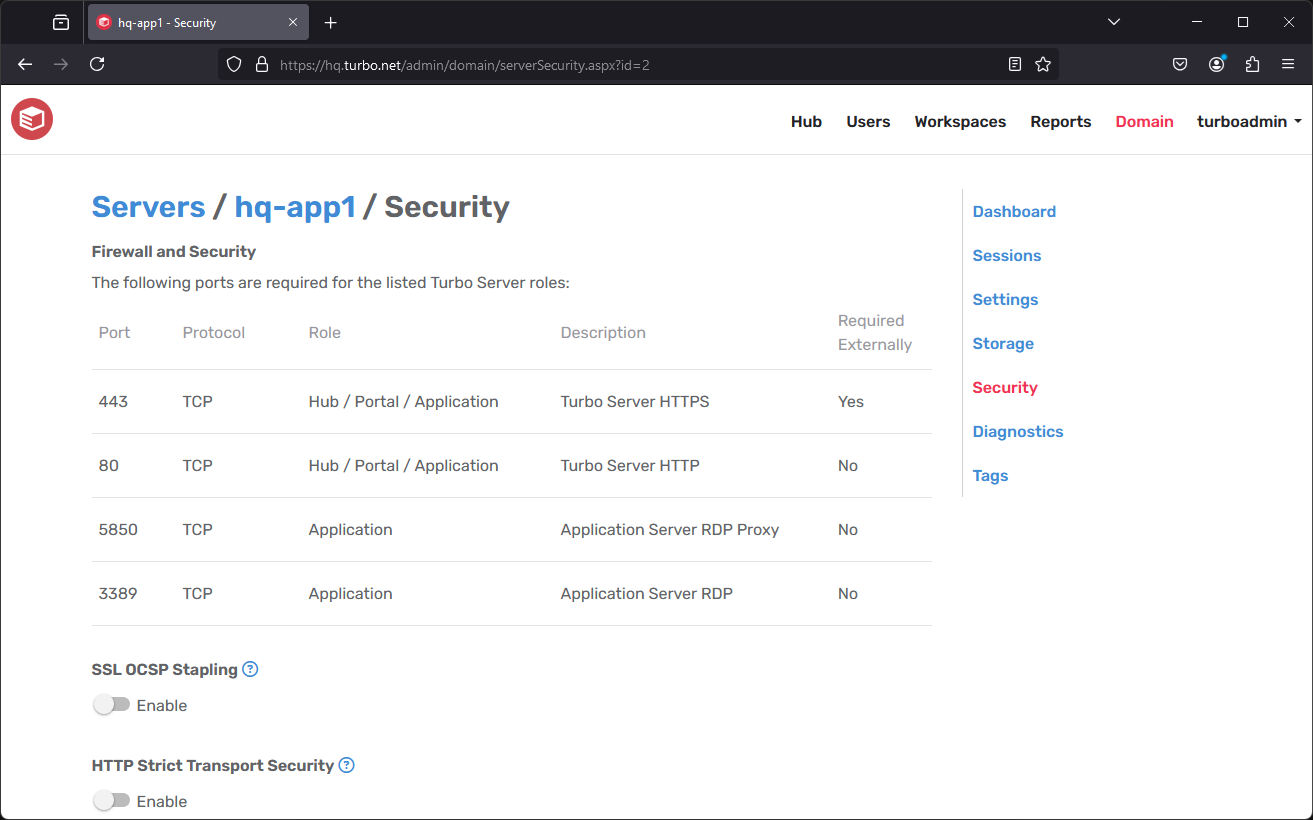 hq-app1 - Security
https://hq.turbo.net/admin/domain/serverSecurity.aspx?id=2
Hub Users Workspaces Reports Domain turboadmin
Servers / hq-app1 / Security
Firewall and Security
The following ports are required for the listed Turbo Server roles:
Port Protocol Role Description Required Externally
443 TCP Hub / Portal / Application Turbo Server HTTPS Yes
80 TCP Hub / Portal / Application Turbo Server HTTP No
5850 TCP Application Application Server RDP Proxy No
3389 TCP Application Application Server RDP No
SSL OCSP Stapling ?
Enable
HTTP Strict Transport Security ?
Enable
Dashboard
Sessions
Settings
Storage
Security
Diagnostics
Tags